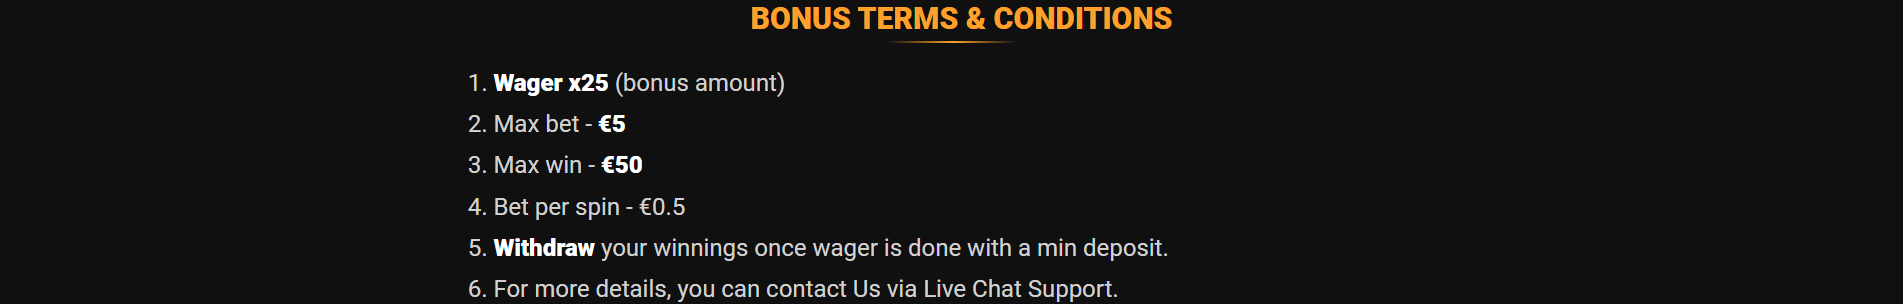 BONUS TERMS & CONDITIONS
1. Wager x25 (bonus amount)
2. Max bet - €5
3. Max win - €50
4. Bet per spin - €0.5
5. Withdraw your winnings once wager is done with a min deposit.
6. For more details, you can contact Us via Live Chat Support.